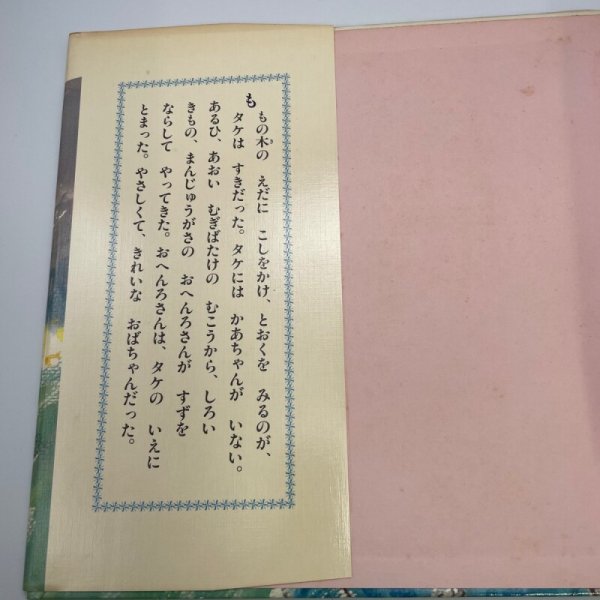 ももの木の　えだに　こしをかけ、とおくを　みるのが、
タケは　すきだった。タケには　かあちゃんが　いない。
あるひ、あおい　むぎばたけの　むこうから、しろい
きもの、まんじゅうがさの　おへんろさんが　すずを
ならして　やってきた。おへんろさんは、タケの　いえに
とまった。やさしくて、きれいな　おばちゃんだった。